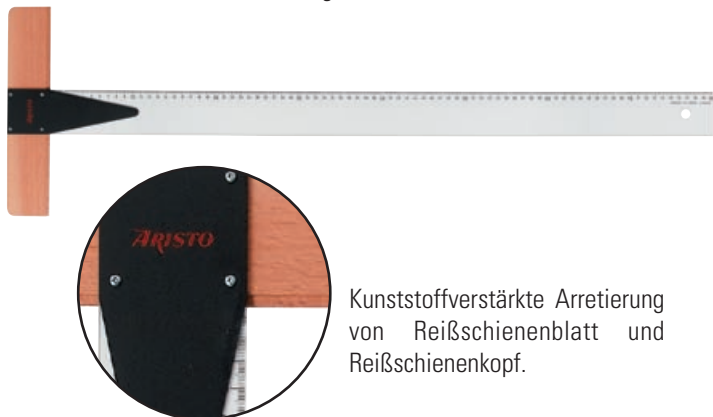 ARISTO
Kunststoffverstärkte Arretierung
von Reißschienenblatt und
Reißschienenkopf.